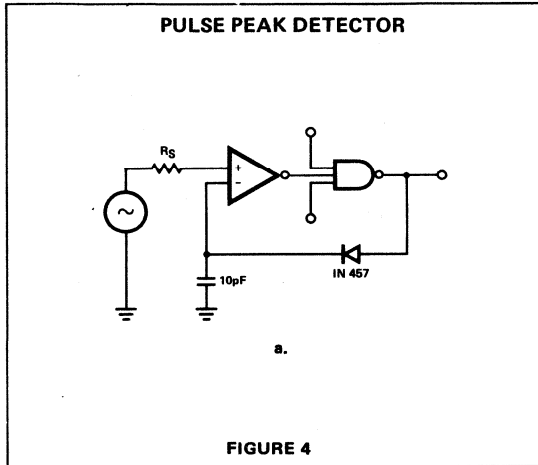 PULSE PEAK DETECTOR
RS
+
−
10pF
IN 457
a.
FIGURE 4